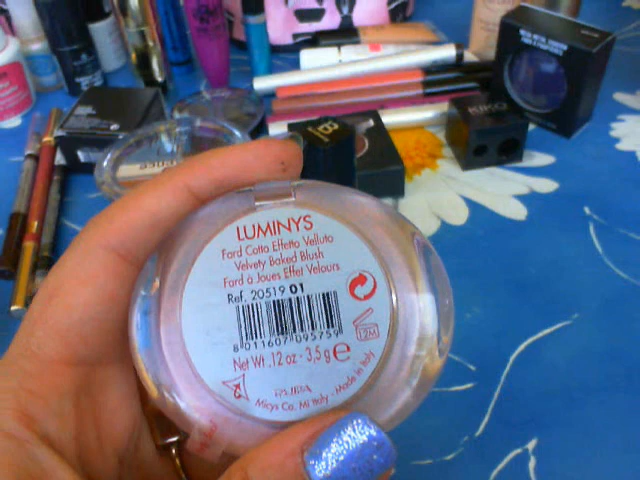 LUMINYS
Fard Cotto Effetto Velluto
Velvety Baked Blush
Fard à Joues Effet Velours
Ref. 20519 01
8 011607 095759
12M
Net Wt .12 oz - 3,5 g e
PUPA
Micys Co. Mi Italy - Made in Italy
KIKO